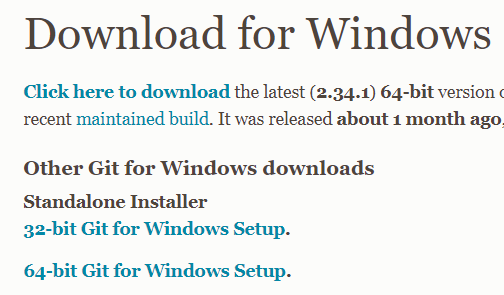 Download for Windows
Click here to download the latest (2.34.1) 64-bit version
recent maintained build. It was released about 1 month ago,
Other Git for Windows downloads
Standalone Installer
32-bit Git for Windows Setup.
64-bit Git for Windows Setup.